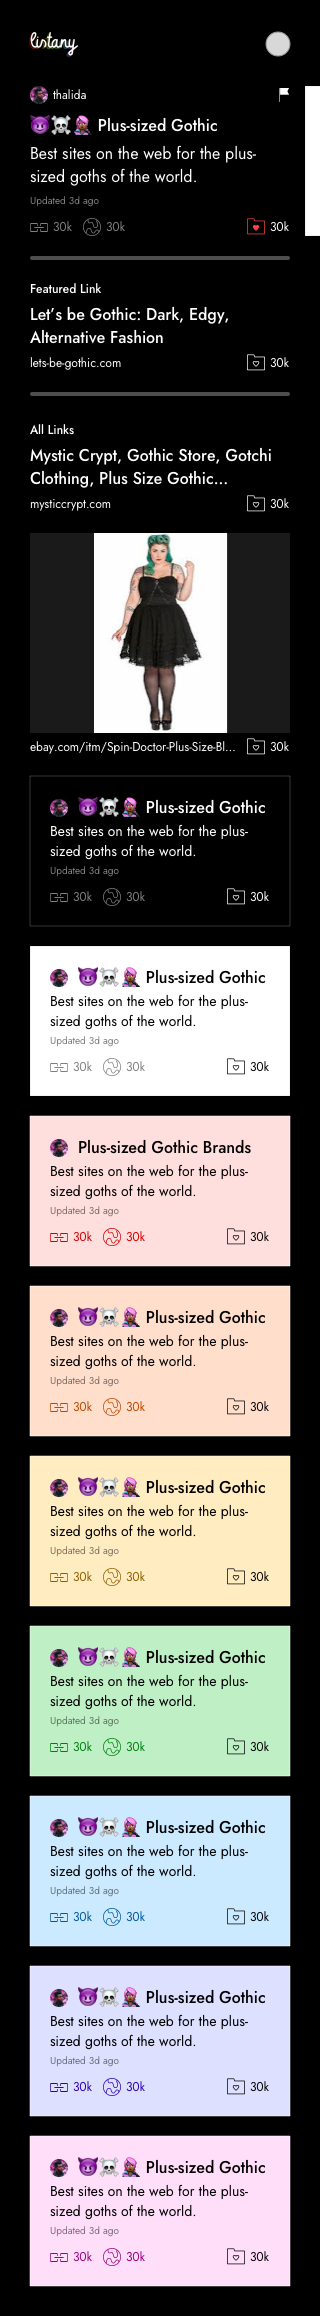 listany
thalida
😈☠️👩🏽‍🎤 Plus-sized Gothic
Best sites on the web for the plus-
sized goths of the world.
Updated 3d ago
30k 30k 30k
Featured Link
Let's be Gothic: Dark, Edgy,
Alternative Fashion
lets-be-gothic.com 30k
All Links
Mystic Crypt, Gothic Store, Gotchi
Clothing, Plus Size Gothic...
mysticcrypt.com 30k
ebay.com/itm/Spin-Doctor-Plus-Size-Bl... 30k
😈☠️👩🏽‍🎤 Plus-sized Gothic
Best sites on the web for the plus-
sized goths of the world.
Updated 3d ago
30k 30k 30k
😈☠️👩🏽‍🎤 Plus-sized Gothic
Best sites on the web for the plus-
sized goths of the world.
Updated 3d ago
30k 30k 30k
Plus-sized Gothic Brands
Best sites on the web for the plus-
sized goths of the world.
Updated 3d ago
30k 30k 30k
😈☠️👩🏽‍🎤 Plus-sized Gothic
Best sites on the web for the plus-
sized goths of the world.
Updated 3d ago
30k 30k 30k
😈☠️👩🏽‍🎤 Plus-sized Gothic
Best sites on the web for the plus-
sized goths of the world.
Updated 3d ago
30k 30k 30k
😈☠️👩🏽‍🎤 Plus-sized Gothic
Best sites on the web for the plus-
sized goths of the world.
Updated 3d ago
30k 30k 30k
😈☠️👩🏽‍🎤 Plus-sized Gothic
Best sites on the web for the plus-
sized goths of the world.
Updated 3d ago
30k 30k 30k
😈☠️👩🏽‍🎤 Plus-sized Gothic
Best sites on the web for the plus-
sized goths of the world.
Updated 3d ago
30k 30k 30k
😈☠️👩🏽‍🎤 Plus-sized Gothic
Best sites on the web for the plus-
sized goths of the world.
Updated 3d ago
30k 30k 30k